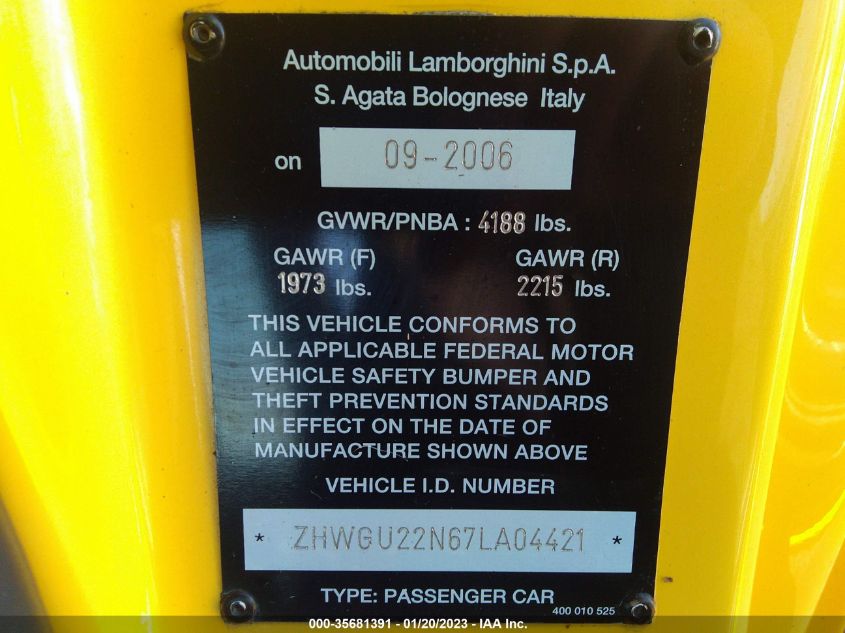 Automobili Lamborghini S.p.A.
S. Agata Bolognese Italy
on 09-2006
GVWR/PNBA : 4188 lbs.
GAWR (F) GAWR (R)
1973 lbs. 2215 lbs.
THIS VEHICLE CONFORMS TO
ALL APPLICABLE FEDERAL MOTOR
VEHICLE SAFETY BUMPER AND
THEFT PREVENTION STANDARDS
IN EFFECT ON THE DATE OF
MANUFACTURE SHOWN ABOVE
VEHICLE I.D. NUMBER
* ZHWGU22N67LA04421 *
TYPE: PASSENGER CAR
400 010 525
000-35681391 - 01/20/2023 - IAA Inc.